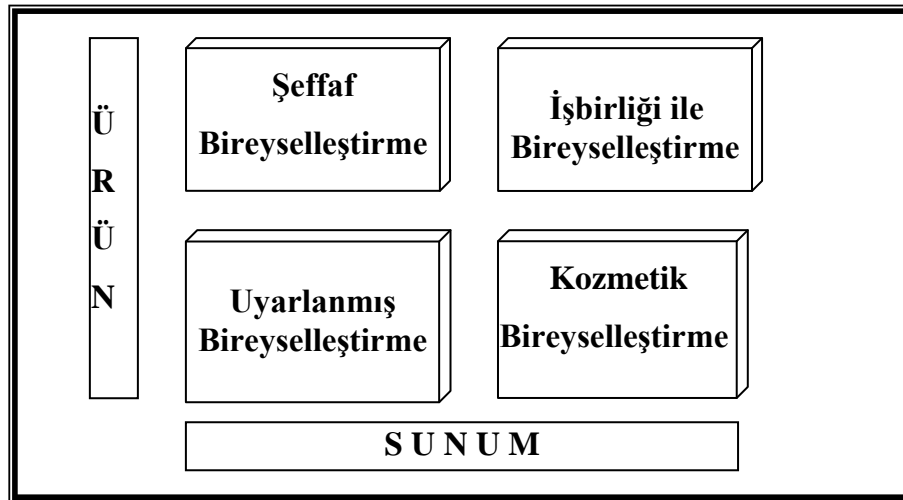 Ü
R
Ü
N
Şeffaf
Bireyselleştirme
İşbirliği ile
Bireyselleştirme
Uyarlanmış
Bireyselleştirme
Kozmetik
Bireyselleştirme
S U N U M